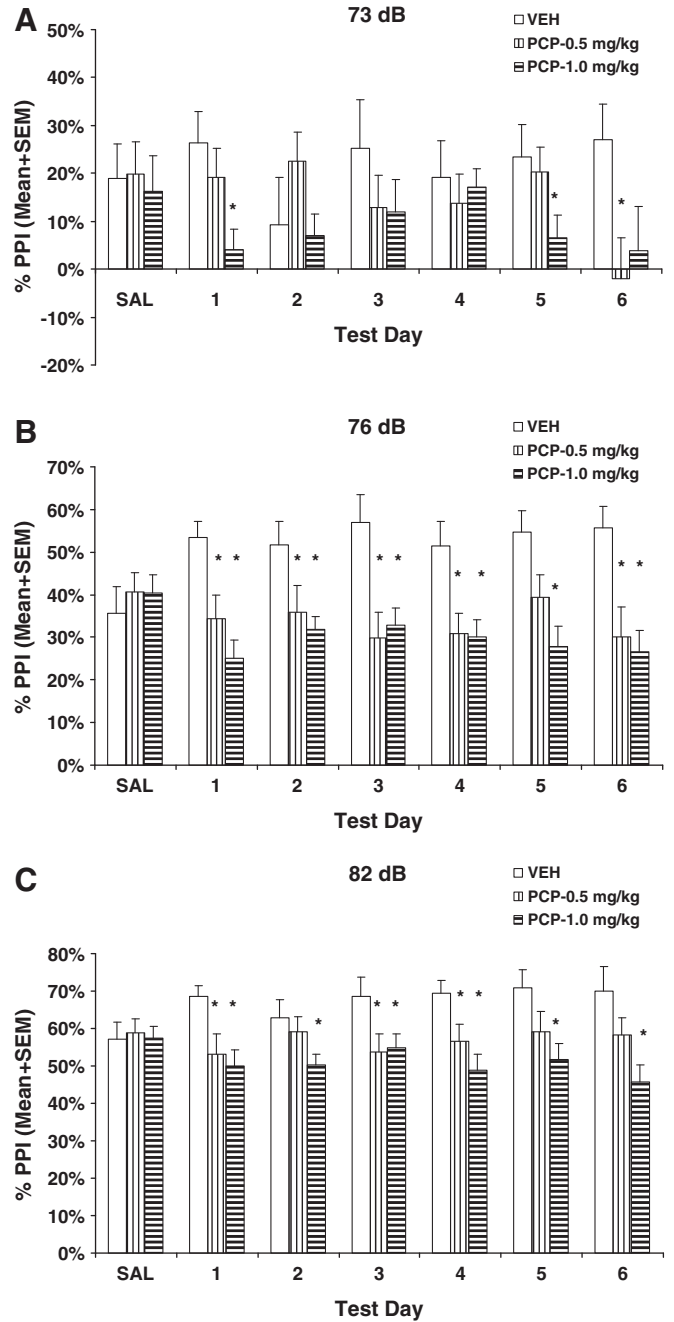 A
73 dB
VEH
PCP-0.5 mg/kg
PCP-1.0 mg/kg
50%
40%
30%
20%
10%
0%
-10%
-20%
% PPI (Mean+SEM)
*
*
*
SAL 1 2 3 4 5 6
Test Day
B
76 dB
VEH
PCP-0.5 mg/kg
PCP-1.0 mg/kg
70%
60%
50%
40%
30%
20%
10%
0%
% PPI (Mean+SEM)
* * * * * * * * * * *
SAL 1 2 3 4 5 6
Test Day
C
82 dB
VEH
PCP-0.5 mg/kg
PCP-1.0 mg/kg
80%
70%
60%
50%
40%
30%
20%
10%
0%
% PPI (Mean+SEM)
* * * * * * * * *
SAL 1 2 3 4 5 6
Test Day